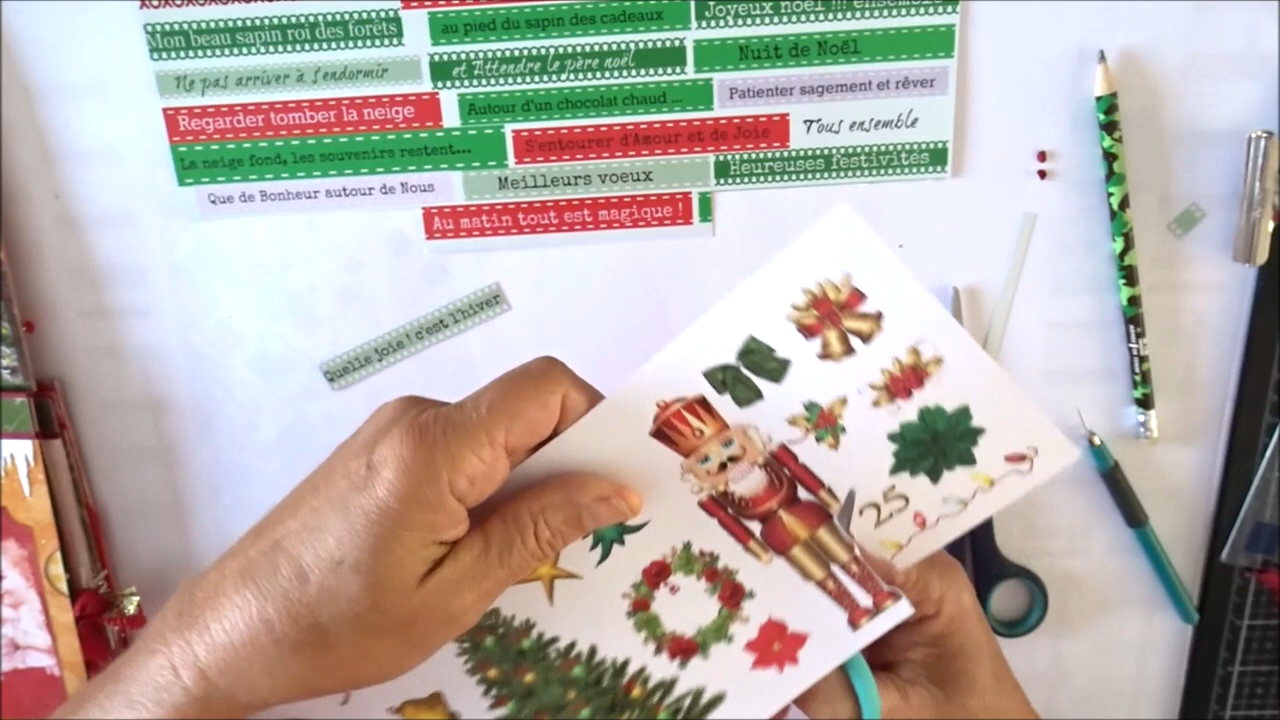 au pied du sapin des cadeaux
Joyeux noël !!! ensemble
Mon beau sapin roi des forêts
Nuit de Noël
et Attendre le père noël
Ne pas arriver à s'endormir
Patienter sagement et rêver
Autour d'un chocolat chaud ...
Regarder tomber la neige
Tous ensemble
S'entourer d'Amour et de Joie
La neige fond, les souvenirs restent...
Heureuses festivités
Meilleurs voeux
Que de Bonheur autour de Nous
Au matin tout est magique !
Quelle joie ! c'est l'hiver
25